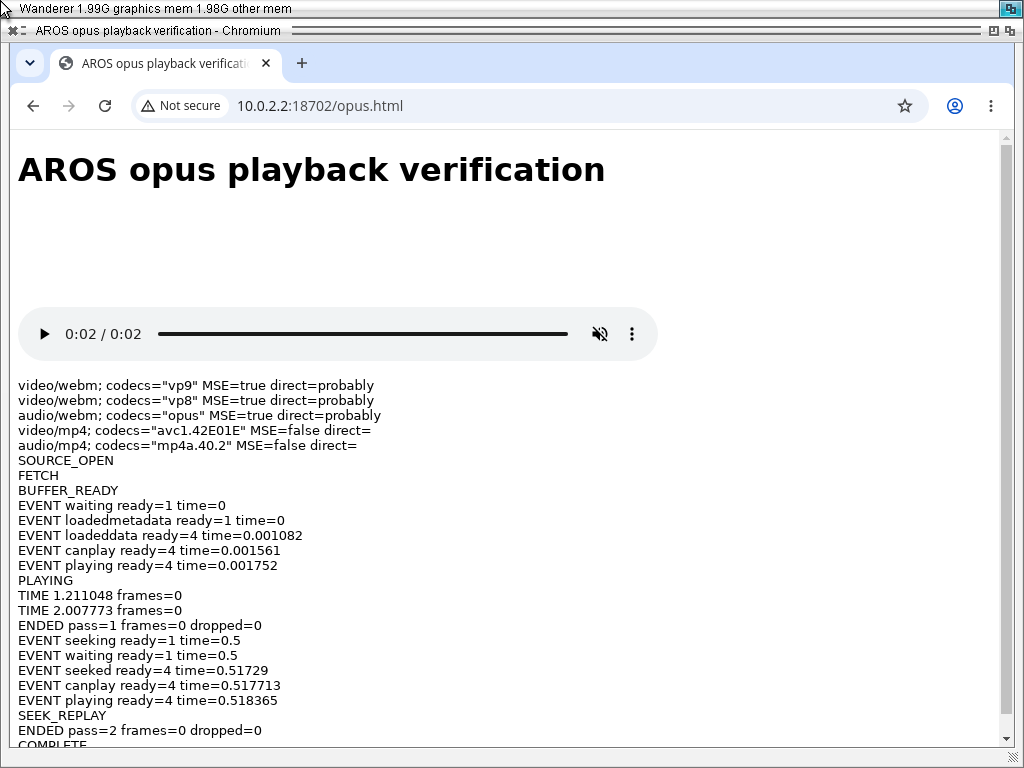 Wanderer 1.99G graphics mem 1.98G other mem
AROS opus playback verification - Chromium
AROS opus playback verificati
Not secure
10.0.2.2:18702/opus.html
AROS opus playback verification
0:02 / 0:02
video/webm; codecs="vp9" MSE=true direct=probably
video/webm; codecs="vp8" MSE=true direct=probably
audio/webm; codecs="opus" MSE=true direct=probably
video/mp4; codecs="avc1.42E01E" MSE=false direct=
audio/mp4; codecs="mp4a.40.2" MSE=false direct=
SOURCE_OPEN
FETCH
BUFFER_READY
EVENT waiting ready=1 time=0
EVENT loadedmetadata ready=1 time=0
EVENT loadeddata ready=4 time=0.001082
EVENT canplay ready=4 time=0.001561
EVENT playing ready=4 time=0.001752
PLAYING
TIME 1.211048 frames=0
TIME 2.007773 frames=0
ENDED pass=1 frames=0 dropped=0
EVENT seeking ready=1 time=0.5
EVENT waiting ready=1 time=0.5
EVENT seeked ready=4 time=0.51729
EVENT canplay ready=4 time=0.517713
EVENT playing ready=4 time=0.518365
SEEK_REPLAY
ENDED pass=2 frames=0 dropped=0
COMPLETE